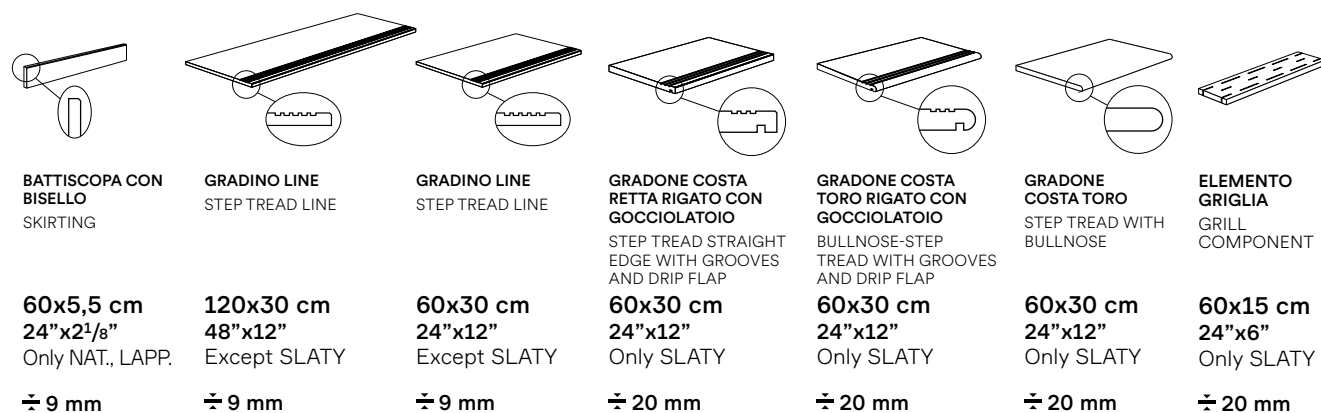 BATTISCOPA CON
BISELLO
SKIRTING
60x5,5 cm
24”x2¹/₈”
Only NAT., LAPP.
9 mm
GRADINO LINE
STEP TREAD LINE
120x30 cm
48”x12”
Except SLATY
9 mm
GRADINO LINE
STEP TREAD LINE
60x30 cm
24”x12”
Except SLATY
9 mm
GRADONE COSTA
RETTA RIGATO CON
GOCCIOLATOIO
STEP TREAD STRAIGHT
EDGE WITH GROOVES
AND DRIP FLAP
60x30 cm
24”x12”
Only SLATY
20 mm
GRADONE COSTA
TORO RIGATO CON
GOCCIOLATOIO
BULLNOSE-STEP
TREAD WITH GROOVES
AND DRIP FLAP
60x30 cm
24”x12”
Only SLATY
20 mm
GRADONE
COSTA TORO
STEP TREAD WITH
BULLNOSE
60x30 cm
24”x12”
Only SLATY
20 mm
ELEMENTO
GRIGLIA
GRILL
COMPONENT
60x15 cm
24”x6”
Only SLATY
20 mm